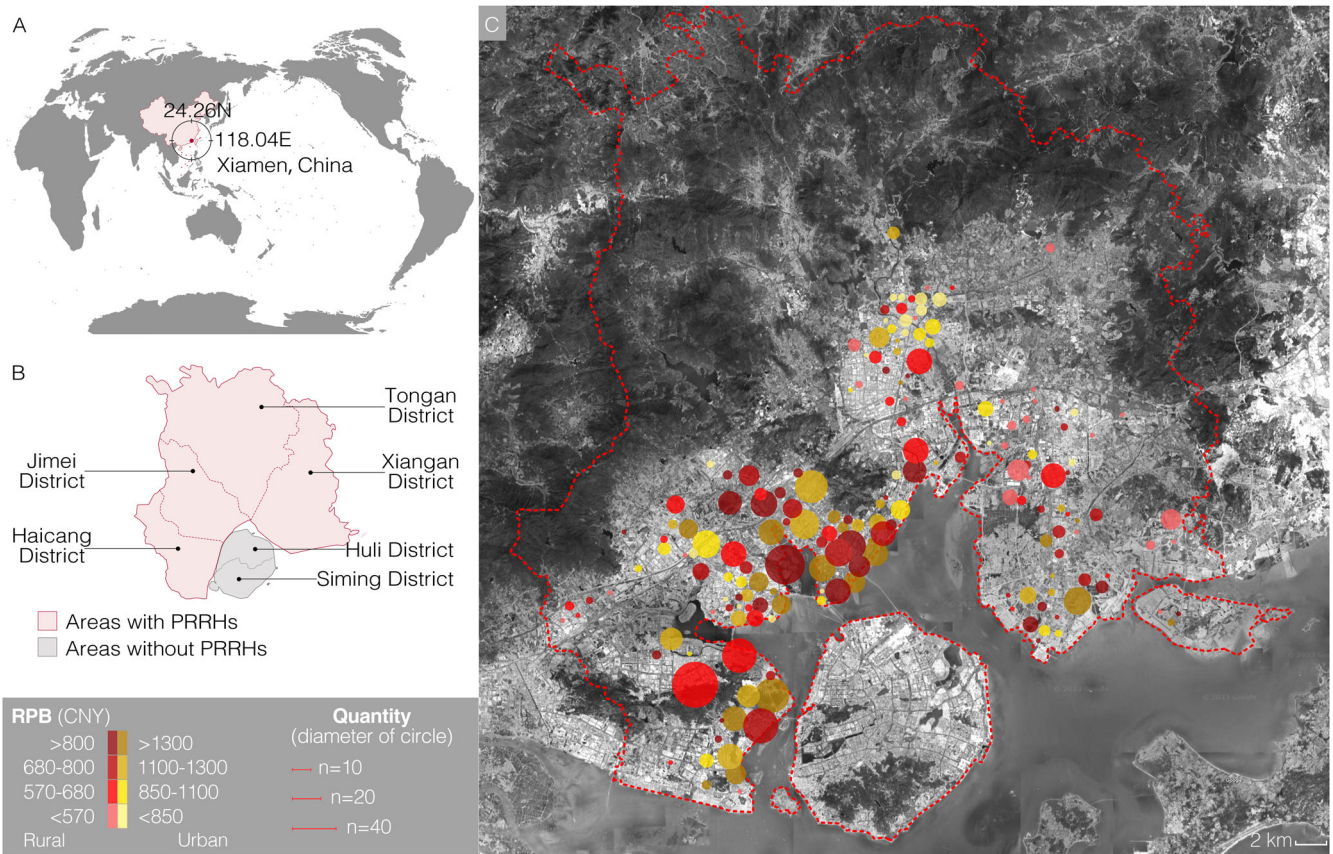 A
24.26N
118.04E
Xiamen, China
B
Tongan
District
Jimei
District
Xiangan
District
Haicang
District
Huli District
Siming District
Areas with PRRHs
Areas without PRRHs
RPB (CNY)
>800 >1300
680-800 1100-1300
570-680 850-1100
<570 <850
Rural Urban
Quantity
(diameter of circle)
n=10
n=20
n=40
C
2 km